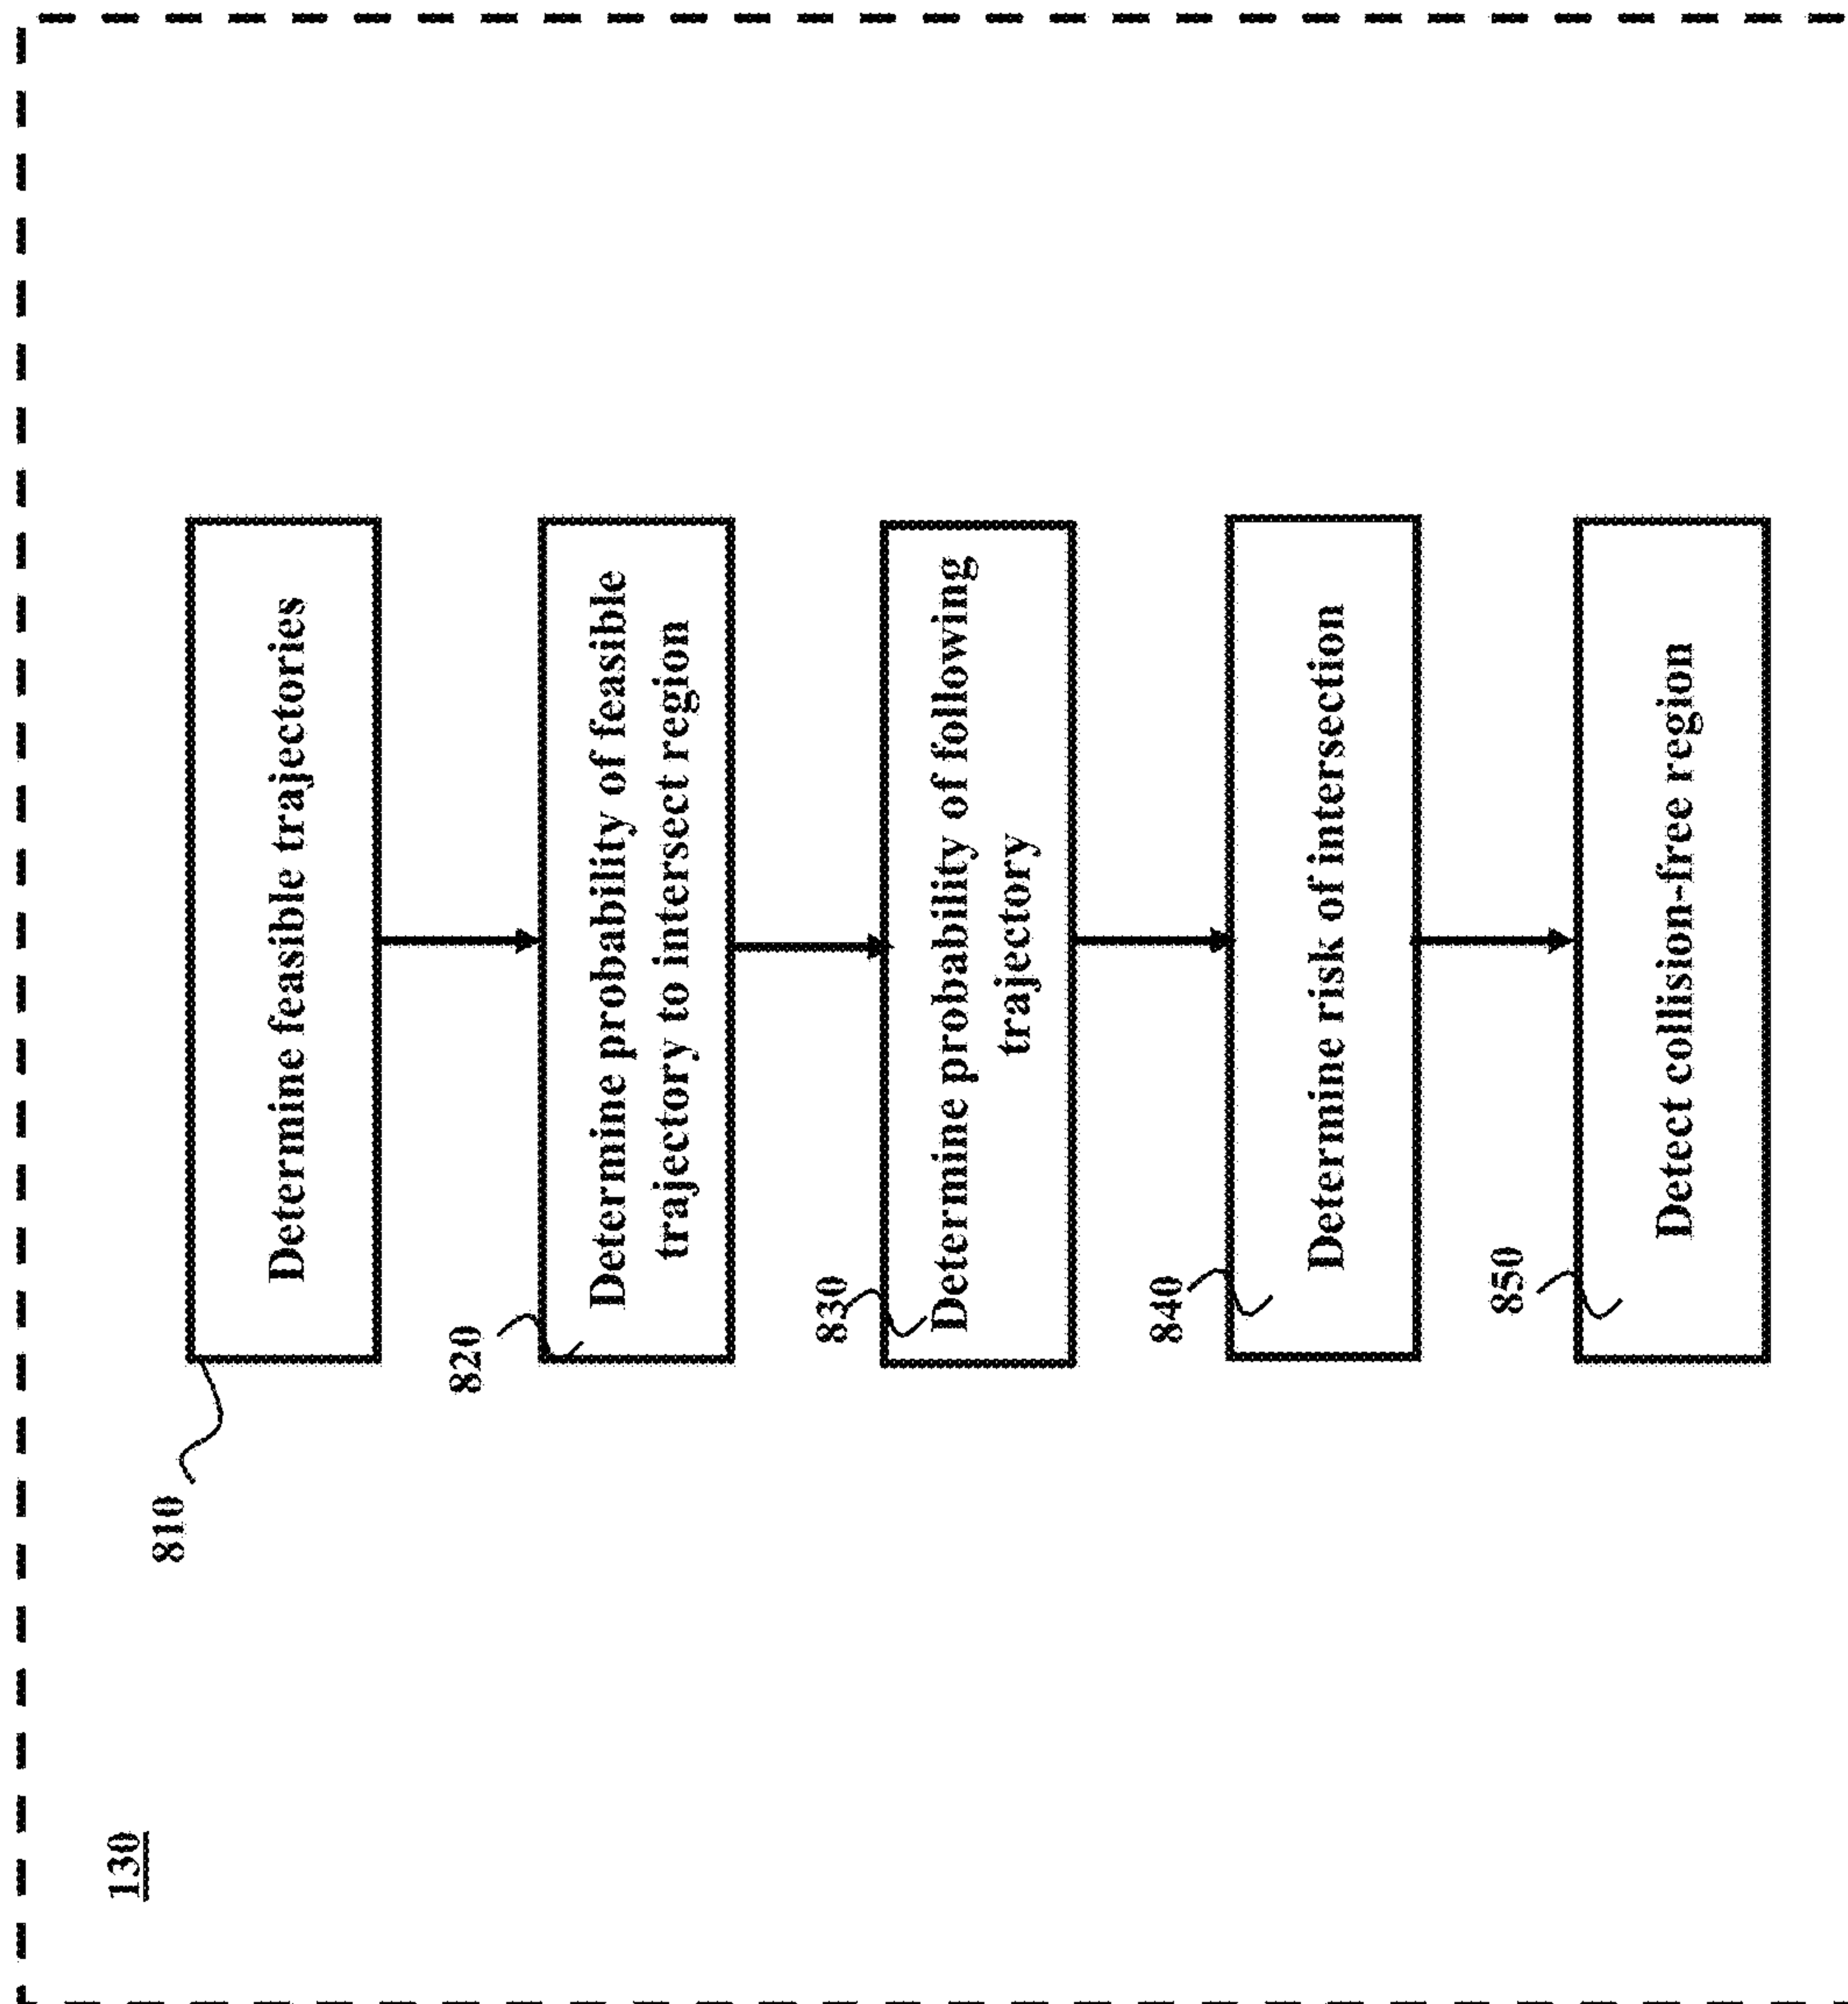 130
810
Determine feasible trajectories
820
Determine probability of feasible
trajectory to intersect region
830
Determine probability of following
trajectory
840
Determine risk of intersection
850
Detect collision-free region